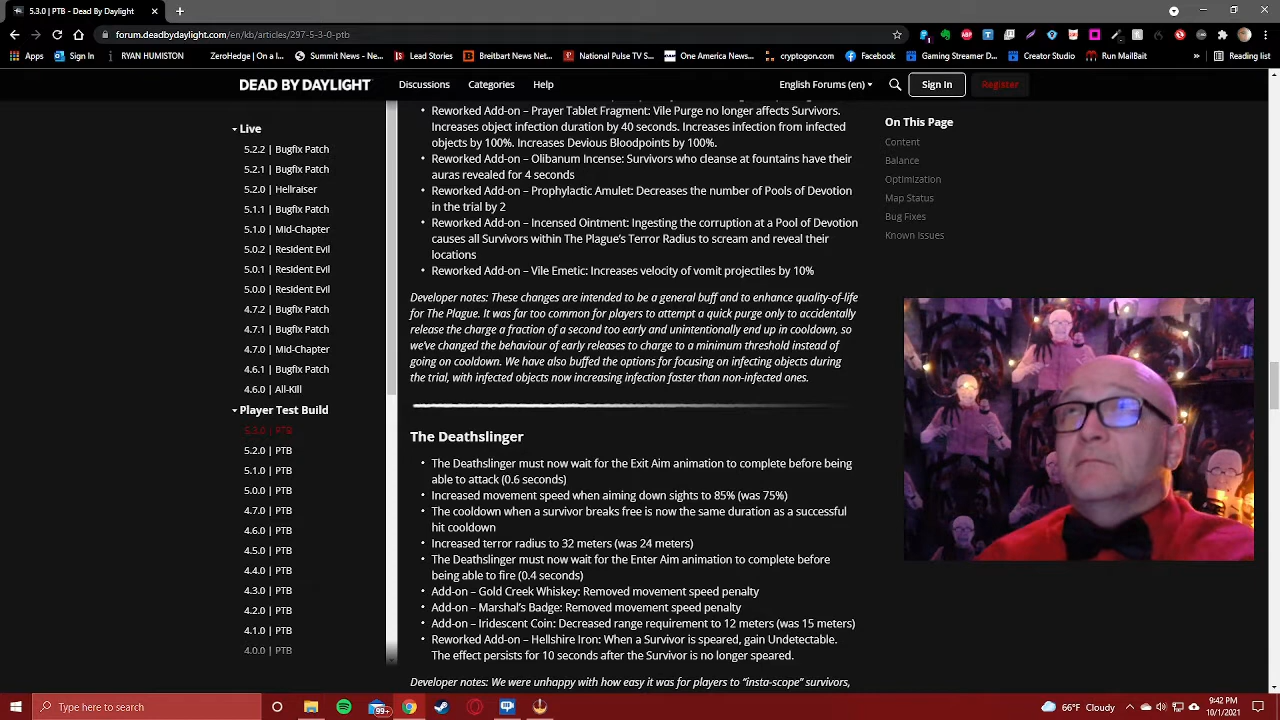 5.3.0 | PTB - Dead by Daylight
forum.deadbydaylight.com/en/kb/articles/297-5-3-0-ptb
Apps Sign In RYAN HUMISTON ZeroHedge | On a... Summit News -... Lead Stories Breitbart News Net... National Pulse TV S... One America News... cryptogon.com Facebook Gaming Streamer D... Creator Studio Run MailBait » Reading list
DEAD BY DAYLIGHT Discussions Categories Help English Forums (en) Sign In Register
Live
5.2.2 | Bugfix Patch
5.2.1 | Bugfix Patch
5.2.0 | Hellraiser
5.1.1 | Bugfix Patch
5.1.0 | Mid-Chapter
5.0.2 | Resident Evil
5.0.1 | Resident Evil
5.0.0 | Resident Evil
4.7.2 | Bugfix Patch
4.7.1 | Bugfix Patch
4.7.0 | Mid-Chapter
4.6.1 | Bugfix Patch
4.6.0 | All-Kill
Player Test Build
5.3.0 | PTB
5.2.0 | PTB
5.1.0 | PTB
5.0.0 | PTB
4.7.0 | PTB
4.6.0 | PTB
4.5.0 | PTB
4.4.0 | PTB
4.3.0 | PTB
4.2.0 | PTB
4.1.0 | PTB
4.0.0 | PTB
• Reworked Add-on – Prayer Tablet Fragment: Vile Purge no longer affects Survivors.
Increases object infection duration by 40 seconds. Increases infection from infected
objects by 100%. Increases Devious Bloodpoints by 100%.
• Reworked Add-on – Olibanum Incense: Survivors who cleanse at fountains have their
auras revealed for 4 seconds
• Reworked Add-on – Prophylactic Amulet: Decreases the number of Pools of Devotion
in the trial by 2
• Reworked Add-on – Incensed Ointment: Ingesting the corruption at a Pool of Devotion
causes all Survivors within The Plague's Terror Radius to scream and reveal their
locations
• Reworked Add-on – Vile Emetic: Increases velocity of vomit projectiles by 10%
Developer notes: These changes are intended to be a general buff and to enhance quality-of-life
for The Plague. It was far too common for players to attempt a quick purge only to accidentally
release the charge a fraction of a second too early and unintentionally end up in cooldown, so
we've changed the behaviour of early releases to charge to a minimum threshold instead of
going on cooldown. We have also buffed the options for focusing on infecting objects during
the trial, with infected objects now increasing infection faster than non-infected ones.
The Deathslinger
• The Deathslinger must now wait for the Exit Aim animation to complete before being
able to attack (0.6 seconds)
• Increased movement speed when aiming down sights to 85% (was 75%)
• The cooldown when a survivor breaks free is now the same duration as a successful
hit cooldown
• Increased terror radius to 32 meters (was 24 meters)
• The Deathslinger must now wait for the Enter Aim animation to complete before
being able to fire (0.4 seconds)
• Add-on – Gold Creek Whiskey: Removed movement speed penalty
• Add-on – Marshal's Badge: Removed movement speed penalty
• Add-on – Iridescent Coin: Decreased range requirement to 12 meters (was 15 meters)
• Reworked Add-on – Hellshire Iron: When a Survivor is speared, gain Undetectable.
The effect persists for 10 seconds after the Survivor is no longer speared.
Developer notes: We were unhappy with how easy it was for players to "insta-scope" survivors,
On This Page
Content
Balance
Optimization
Map Status
Bug Fixes
Known Issues
Type here to search
99+
66°F Cloudy
9:42 PM
10/1/2021